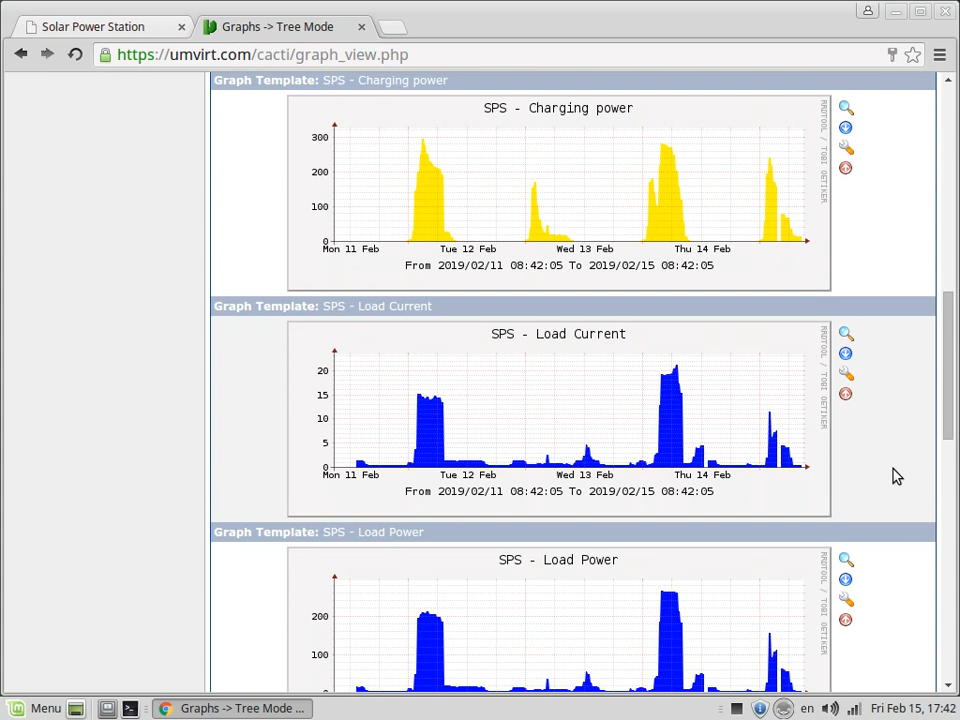 Solar Power Station
Graphs -> Tree Mode
https://umvirt.com/cacti/graph_view.php
Graph Template: SPS - Charging power
SPS - Charging power
RRDTOOL / TOBI OETIKER
300
200
100
0
Mon 11 Feb Tue 12 Feb Wed 13 Feb Thu 14 Feb
From 2019/02/11 08:42:05 To 2019/02/15 08:42:05
Graph Template: SPS - Load Current
SPS - Load Current
RRDTOOL / TOBI OETIKER
20
15
10
5
0
Mon 11 Feb Tue 12 Feb Wed 13 Feb Thu 14 Feb
From 2019/02/11 08:42:05 To 2019/02/15 08:42:05
Graph Template: SPS - Load Power
SPS - Load Power
RRDTOOL / TOBI OETIKER
200
100
0
Menu
Graphs -> Tree Mode ...
en
Fri Feb 15, 17:42